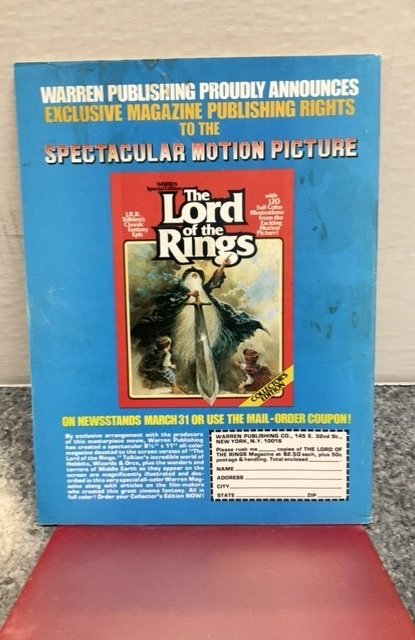 WARREN PUBLISHING PROUDLY ANNOUNCES
EXCLUSIVE MAGAZINE PUBLISHING RIGHTS
TO THE
SPECTACULAR MOTION PICTURE
WARREN
Special Edition
J.R.R.
Tolkien's
Classic
Fantasy
Epic
The
Lord
of the
Rings
with
120
Full Color
Illustrations
from the
Exciting
Motion
Picture!
COLLECTOR'S
EDITION
ON NEWSSTANDS MARCH 31 OR USE THE MAIL-ORDER COUPON!
By exclusive arrangement with the producers
of this masterpiece movie, Warren Publishing
has created a spectacular 8½" x 11" all-color
magazine devoted to the screen version of "The
Lord of the Rings." Tolkien's incredible world of
Hobbits, Wizards & Orcs, plus the wonders and
terrors of Middle Earth as they appear on the
screen are magnificently illustrated and des-
cribed in this very special all-color Warren Mag-
azine along with articles on the film-makers
who created this great cinema fantasy. All in
full color! Order your Collector's Edition NOW!
WARREN PUBLISHING CO., 145 E. 32nd St.,
NEW YORK, N.Y. 10016
Please rush me ____ copies of THE LORD OF
THE RINGS Magazine at $2.50 each, plus 50c
postage & handling. Total enclosed
NAME
ADDRESS
CITY
STATE ZIP